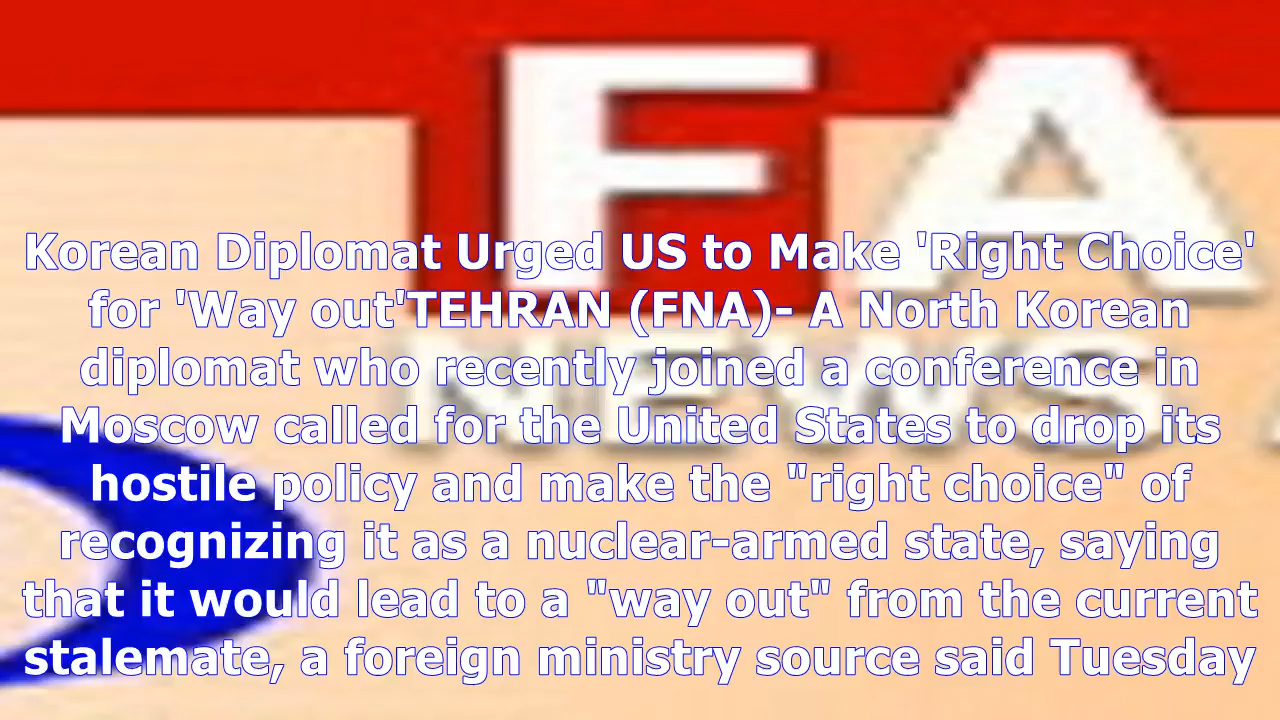 FA
NEWS
Korean Diplomat Urged US to Make 'Right Choice'
for 'Way out'TEHRAN (FNA)- A North Korean
diplomat who recently joined a conference in
Moscow called for the United States to drop its
hostile policy and make the "right choice" of
recognizing it as a nuclear-armed state, saying
that it would lead to a "way out" from the current
stalemate, a foreign ministry source said Tuesday